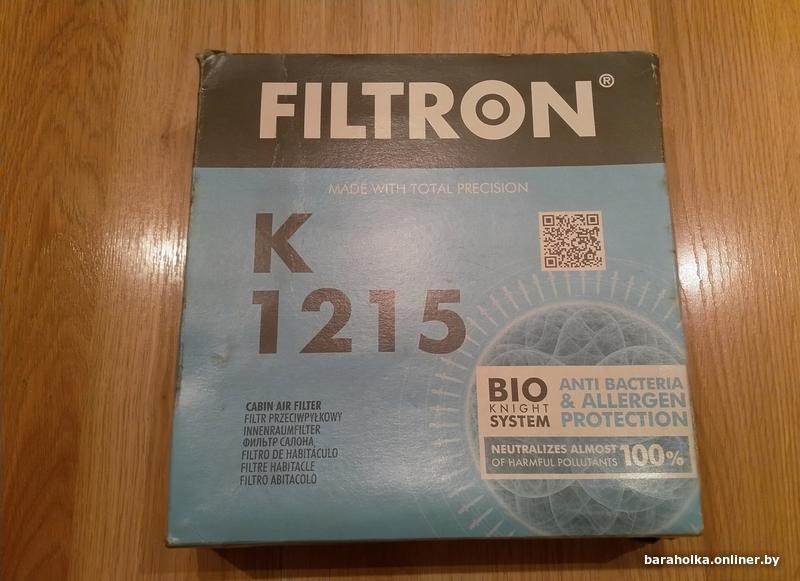 FILTRON®
MADE WITH TOTAL PRECISION
K
1215
BIO
KNIGHT
SYSTEM
ANTI BACTERIA
& ALLERGEN
PROTECTION
NEUTRALIZES ALMOST
OF HARMFUL POLLUTANTS
100%
CABIN AIR FILTER
FILTR PRZECIWPYŁKOWY
INNENRAUMFILTER
ФИЛЬТР САЛОНА
FILTRO DE HABITÁCULO
FILTRE HABITACLE
FILTRO ABITACOLO
baraholka.onliner.by